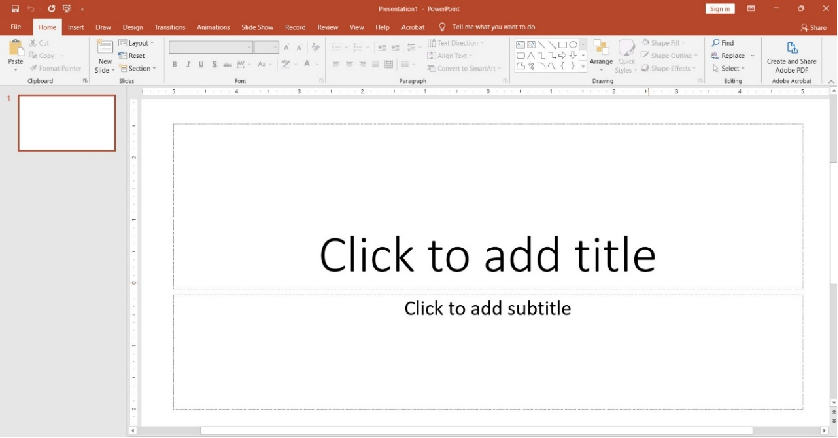 Presentation1 - PowerPoint
Sign in
File Home Insert Draw Design Transitions Animations Slide Show Record Review View Help Acrobat Tell me what you want to do
Share
Paste
Cut
Copy
Format Painter
Clipboard
New Slide
Layout
Reset
Section
Slides
B I U S abc AV Aa A
Font
Text Direction
Align Text
Convert to SmartArt
Paragraph
Arrange
Quick Styles
Shape Fill
Shape Outline
Shape Effects
Drawing
Find
Replace
Select
Editing
Create and Share
Adobe PDF
Adobe Acrobat
1
Click to add title
Click to add subtitle